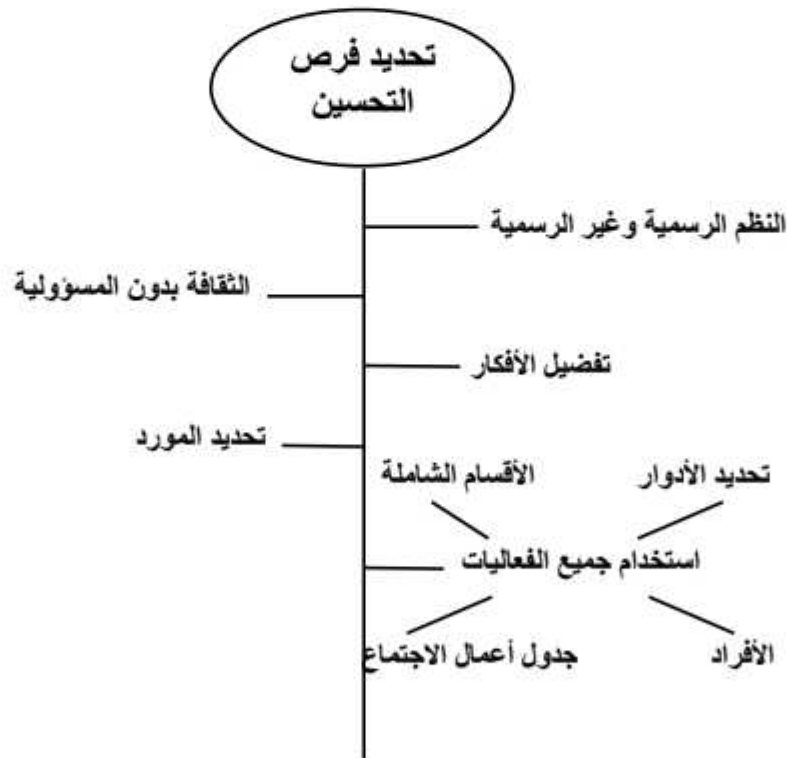 تحديد فرص
التحسين
النظم الرسمية وغير الرسمية
الثقافة بدون المسؤولية
تفضيل الأفكار
تحديد المورد
تحديد الأدوار
الأقسام الشاملة
استخدام جميع الفعاليات
الأفراد
جدول أعمال الاجتماع